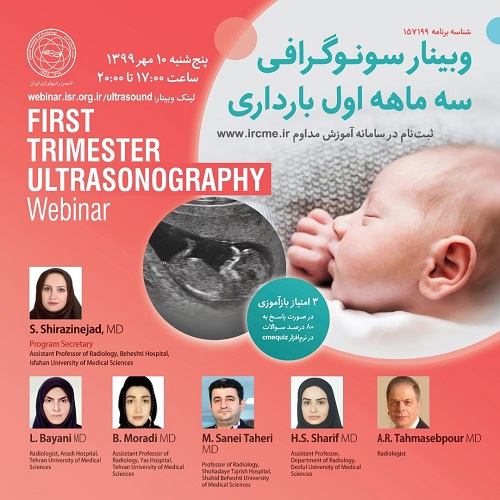 شناسه برنامه ۱۵۷۱۹۹
وبینار سونوگرافی
سه ماهه اول بارداری
ثبت‌نام در سامانه آموزش مداوم www.ircme.ir
انجمن رادیولوژی ایران
پنج‌شنبه ۱۰ مهر ۱۳۹۹
ساعت ۱۷:۰۰ تا ۲۰:۰۰
لینک وبینار: webinar.isr.org.ir/ultrasound
FIRST
TRIMESTER
ULTRASONOGRAPHY
Webinar
۳ امتیاز بازآموزی
در صورت پاسخ به
۸۰ درصد سوالات
در نرم‌افزار cmequiz
S. Shirazinejad, MD
Program Secretary
Assistant Professor of Radiology, Beheshti Hospital,
Isfahan University of Medical Sciences
L. Bayani MD
Radiologist, Arash Hospital,
Tehran University of Medical
Sciences
B. Moradi MD
Asssistant Professor of
Radiology, Yas Hospital,
Tehran University of Medical
Sciences
M. Sanei Taheri
MD
Professor of Radiology,
Shohadaye Tajrish Hospital,
Shahid Beheshti University
of Medical Sciences
H.S. Sharif MD
Assistant Professor,
Department of Radiology,
Dezful University of Medical
Sciences
A.R. Tahmasebpour MD
Radiologist